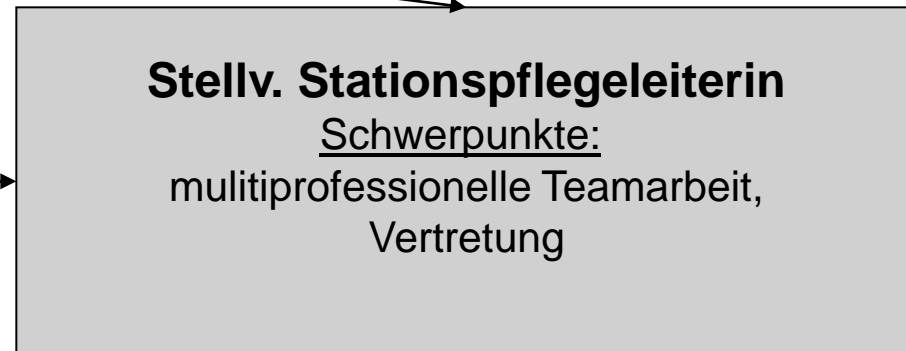 Stellv. Stationspflegeleiterin
Schwerpunkte:
mulitiprofessionelle Teamarbeit,
Vertretung